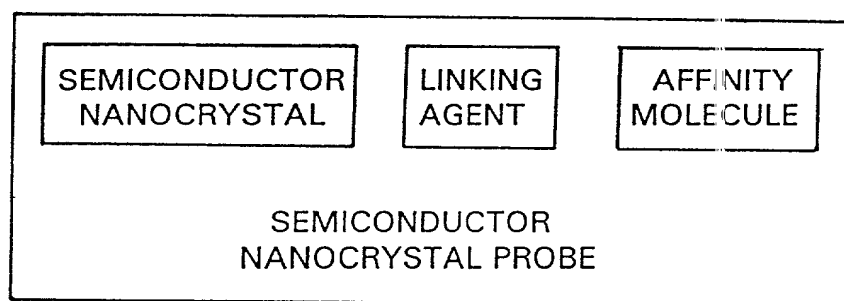 SEMICONDUCTOR
NANOCRYSTAL
LINKING
AGENT
AFFINITY
MOLECULE
SEMICONDUCTOR
NANOCRYSTAL PROBE